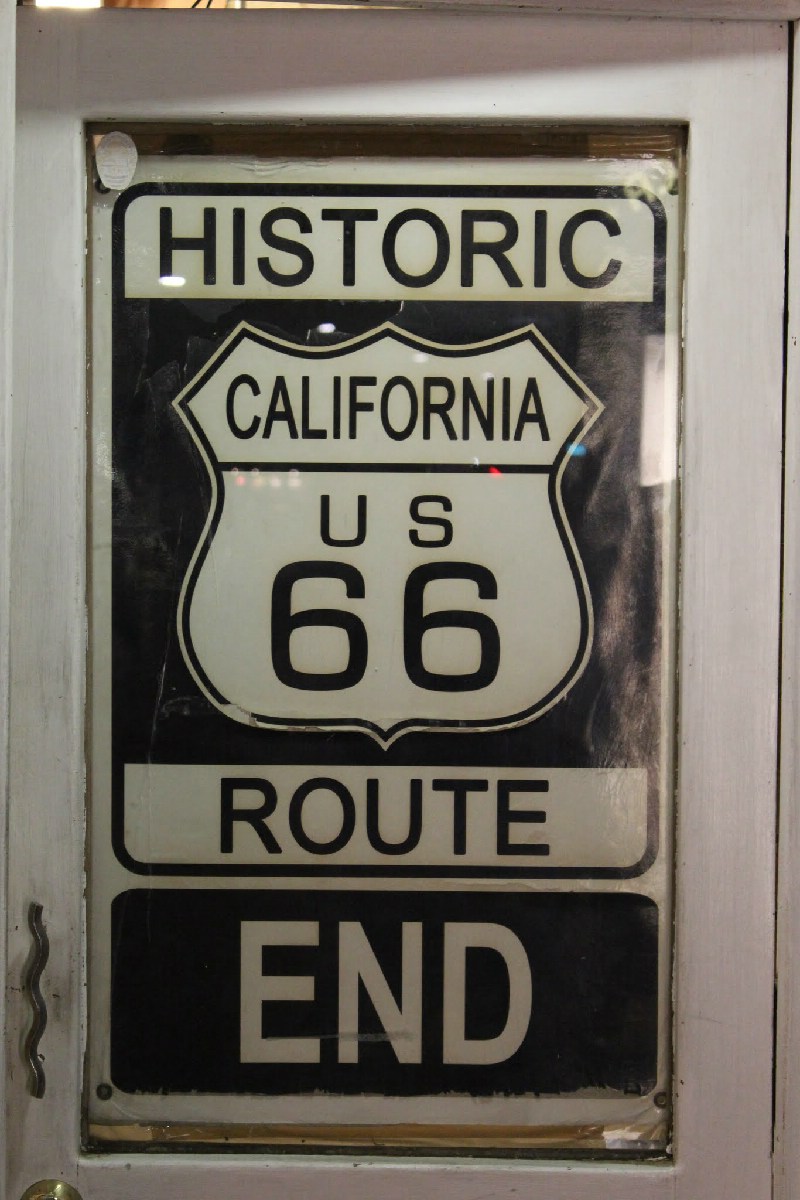 HISTORIC
CALIFORNIA
US
66
ROUTE
END